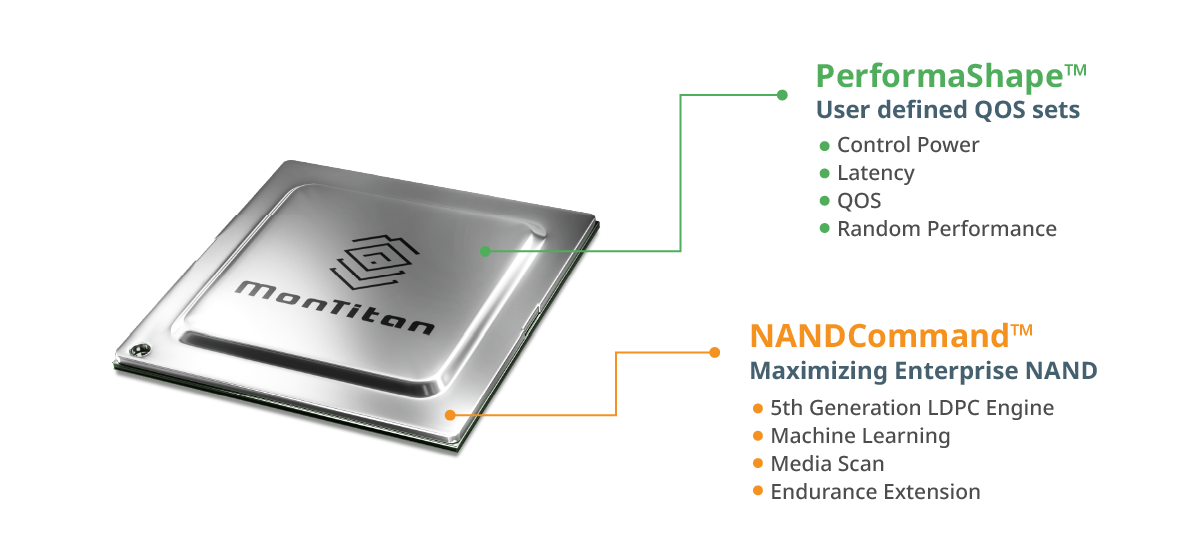 MonTitan
PerformaShape™
User defined QOS sets
Control Power
Latency
QOS
Random Performance
NANDCommand™
Maximizing Enterprise NAND
5th Generation LDPC Engine
Machine Learning
Media Scan
Endurance Extension